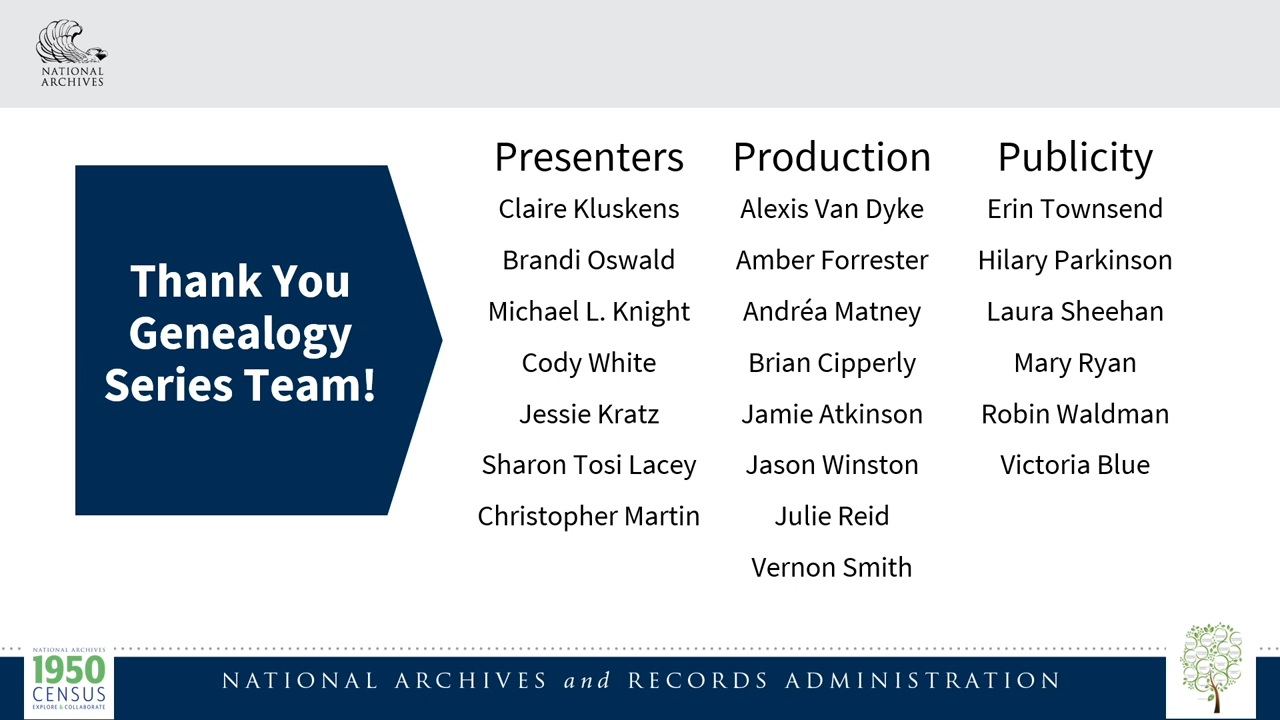 NATIONAL
ARCHIVES
Thank You
Genealogy
Series Team!
Presenters
Claire Kluskens
Brandi Oswald
Michael L. Knight
Cody White
Jessie Kratz
Sharon Tosi Lacey
Christopher Martin
Production
Alexis Van Dyke
Amber Forrester
Andréa Matney
Brian Cipperly
Jamie Atkinson
Jason Winston
Julie Reid
Vernon Smith
Publicity
Erin Townsend
Hilary Parkinson
Laura Sheehan
Mary Ryan
Robin Waldman
Victoria Blue
NATIONAL ARCHIVES
1950
CENSUS
EXPLORE & COLLABORATE
NATIONAL ARCHIVES and RECORDS ADMINISTRATION